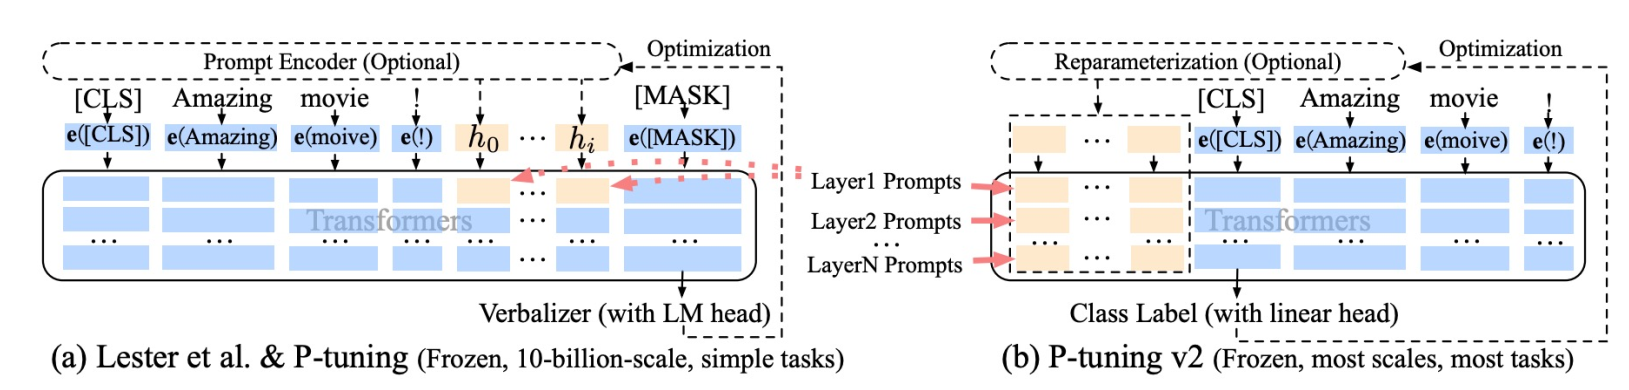 Prompt Encoder (Optional)
Optimization
[CLS] Amazing movie ! [MASK]
e([CLS]) e(Amazing) e(moive) e(!) h0 ... hi e([MASK])
...
Transformers ...
... ... ... ... ... ... ...
...
Verbalizer (with LM head)
(a) Lester et al. & P-tuning (Frozen, 10-billion-scale, simple tasks)
Layer1 Prompts
Layer2 Prompts
...
LayerN Prompts
Reparameterization (Optional)
Optimization
[CLS] Amazing movie !
... e([CLS]) e(Amazing) e(moive) e(!)
...
... Transformers
... ... ... ... ... ...
...
Class Label (with linear head)
(b) P-tuning v2 (Frozen, most scales, most tasks)